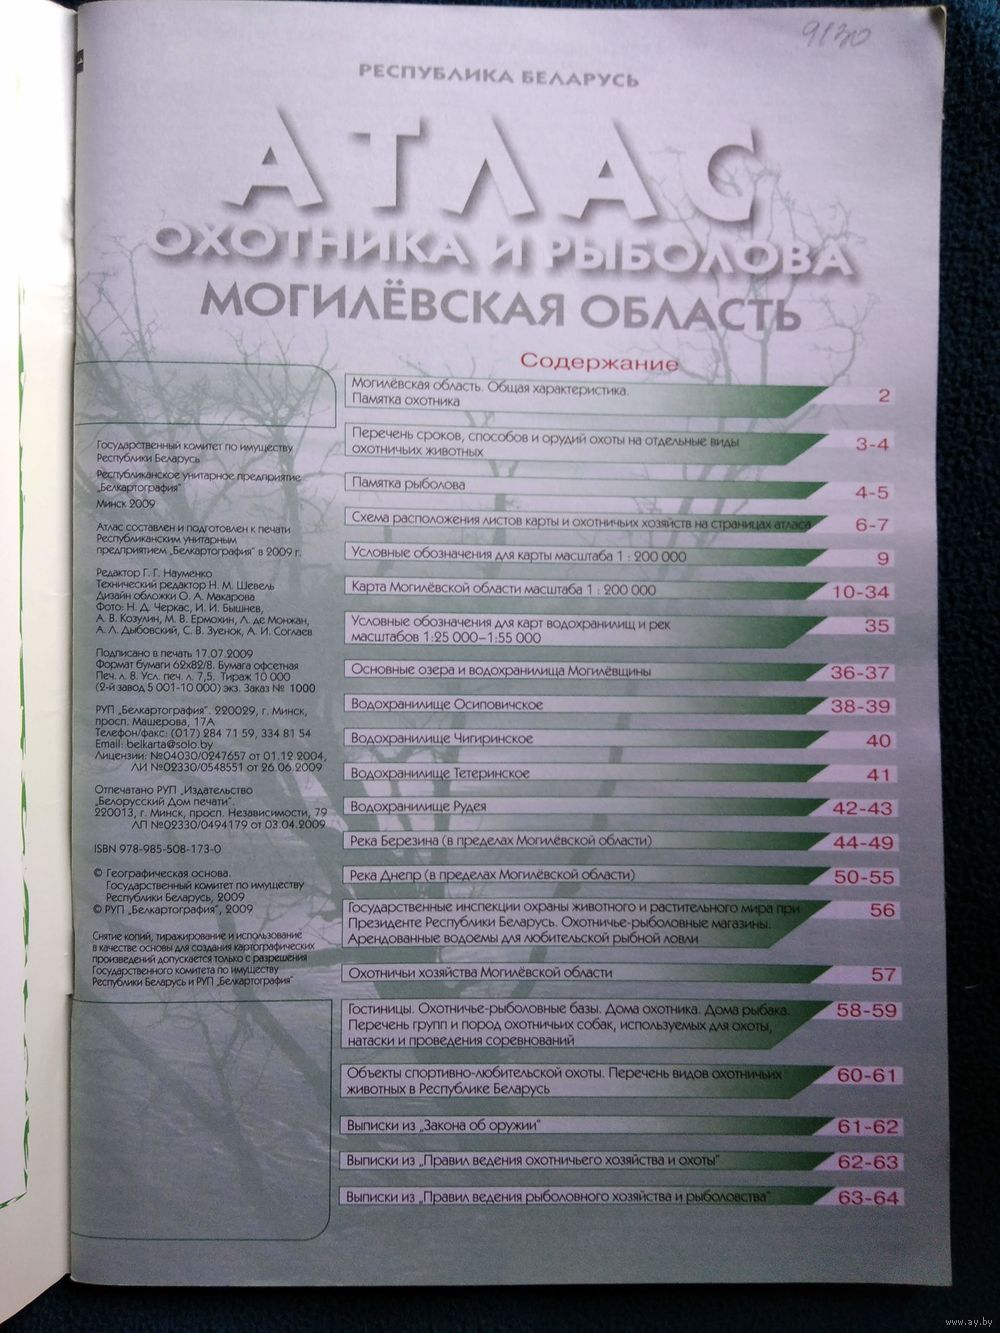 9130
РЕСПУБЛИКА БЕЛАРУСЬ
АТЛАС
ОХОТНИКА И РЫБОЛОВА
МОГИЛЁВСКАЯ ОБЛАСТЬ
Государственный комитет по имуществу
Республики Беларусь
Республиканское унитарное предприятие
„Белкартография"
Минск 2009
Атлас составлен и подготовлен к печати
Республиканским унитарным
предприятием „Белкартография" в 2009 г.
Редактор Г. Г. Науменко
Технический редактор Н. М. Шевель
Дизайн обложки О. А. Макарова
Фото: Н. Д. Черкас, И. И. Бышнев,
А. В. Козулин, М. В. Ермохин, Л. де Монжан,
А. Л. Дыбовский, С. В. Зуенок, А. И. Соглаев
Подписано в печать 17.07.2009
Формат бумаги 62x82/8. Бумага офсетная
Печ. л. 8. Усл. печ. л. 7,5. Тираж 10 000
(2-й завод 5 001-10 000) экз. Заказ № 1000
РУП „Белкартография". 220029, г. Минск,
просп. Машерова, 17А
Телефон/факс: (017) 284 71 59, 334 81 54
Email: belkarta@solo.by
Лицензии: №04030/0247657 от 01.12.2004,
ЛИ №02330/0548551 от 26.06.2009
Отпечатано РУП „Издательство
„Белорусский Дом печати".
220013, г. Минск, просп. Независимости, 79
ЛП №02330/0494179 от 03.04.2009
ISBN 978-985-508-173-0
© Географическая основа.
Государственный комитет по имуществу
Республики Беларусь, 2009
© РУП „Белкартография", 2009
Снятие копий, тиражирование и использование
в качестве основы для создания картографических
произведений допускается только с разрешения
Государственного комитета по имуществу
Республики Беларусь и РУП „Белкартография"
Содержание
Могилёвская область. Общая характеристика.
Памятка охотника 2
Перечень сроков, способов и орудий охоты на отдельные виды
охотничьих животных 3-4
Памятка рыболова 4-5
Схема расположения листов карты и охотничьих хозяйств на страницах атласа 6-7
Условные обозначения для карты масштаба 1 : 200 000 9
Карта Могилёвской области масштаба 1 : 200 000 10-34
Условные обозначения для карт водохранилищ и рек
масштабов 1:25 000–1:55 000 35
Основные озера и водохранилища Могилёвщины 36-37
Водохранилище Осиповичское 38-39
Водохранилище Чигиринское 40
Водохранилище Тетеринское 41
Водохранилище Рудея 42-43
Река Березина (в пределах Могилёвской области) 44-49
Река Днепр (в пределах Могилёвской области) 50-55
Государственные инспекции охраны животного и растительного мира при
Президенте Республики Беларусь. Охотничье-рыболовные магазины.
Арендованные водоемы для любительской рыбной ловли 56
Охотничьи хозяйства Могилёвской области 57
Гостиницы. Охотничье-рыболовные базы. Дома охотника. Дома рыбака.
Перечень групп и пород охотничьих собак, используемых для охоты,
натаски и проведения соревнований 58-59
Объекты спортивно-любительской охоты. Перечень видов охотничьих
животных в Республике Беларусь 60-61
Выписки из „Закона об оружии" 61-62
Выписки из „Правил ведения охотничьего хозяйства и охоты" 62-63
Выписки из „Правил ведения рыболовного хозяйства и рыболовства" 63-64
www.ay.by